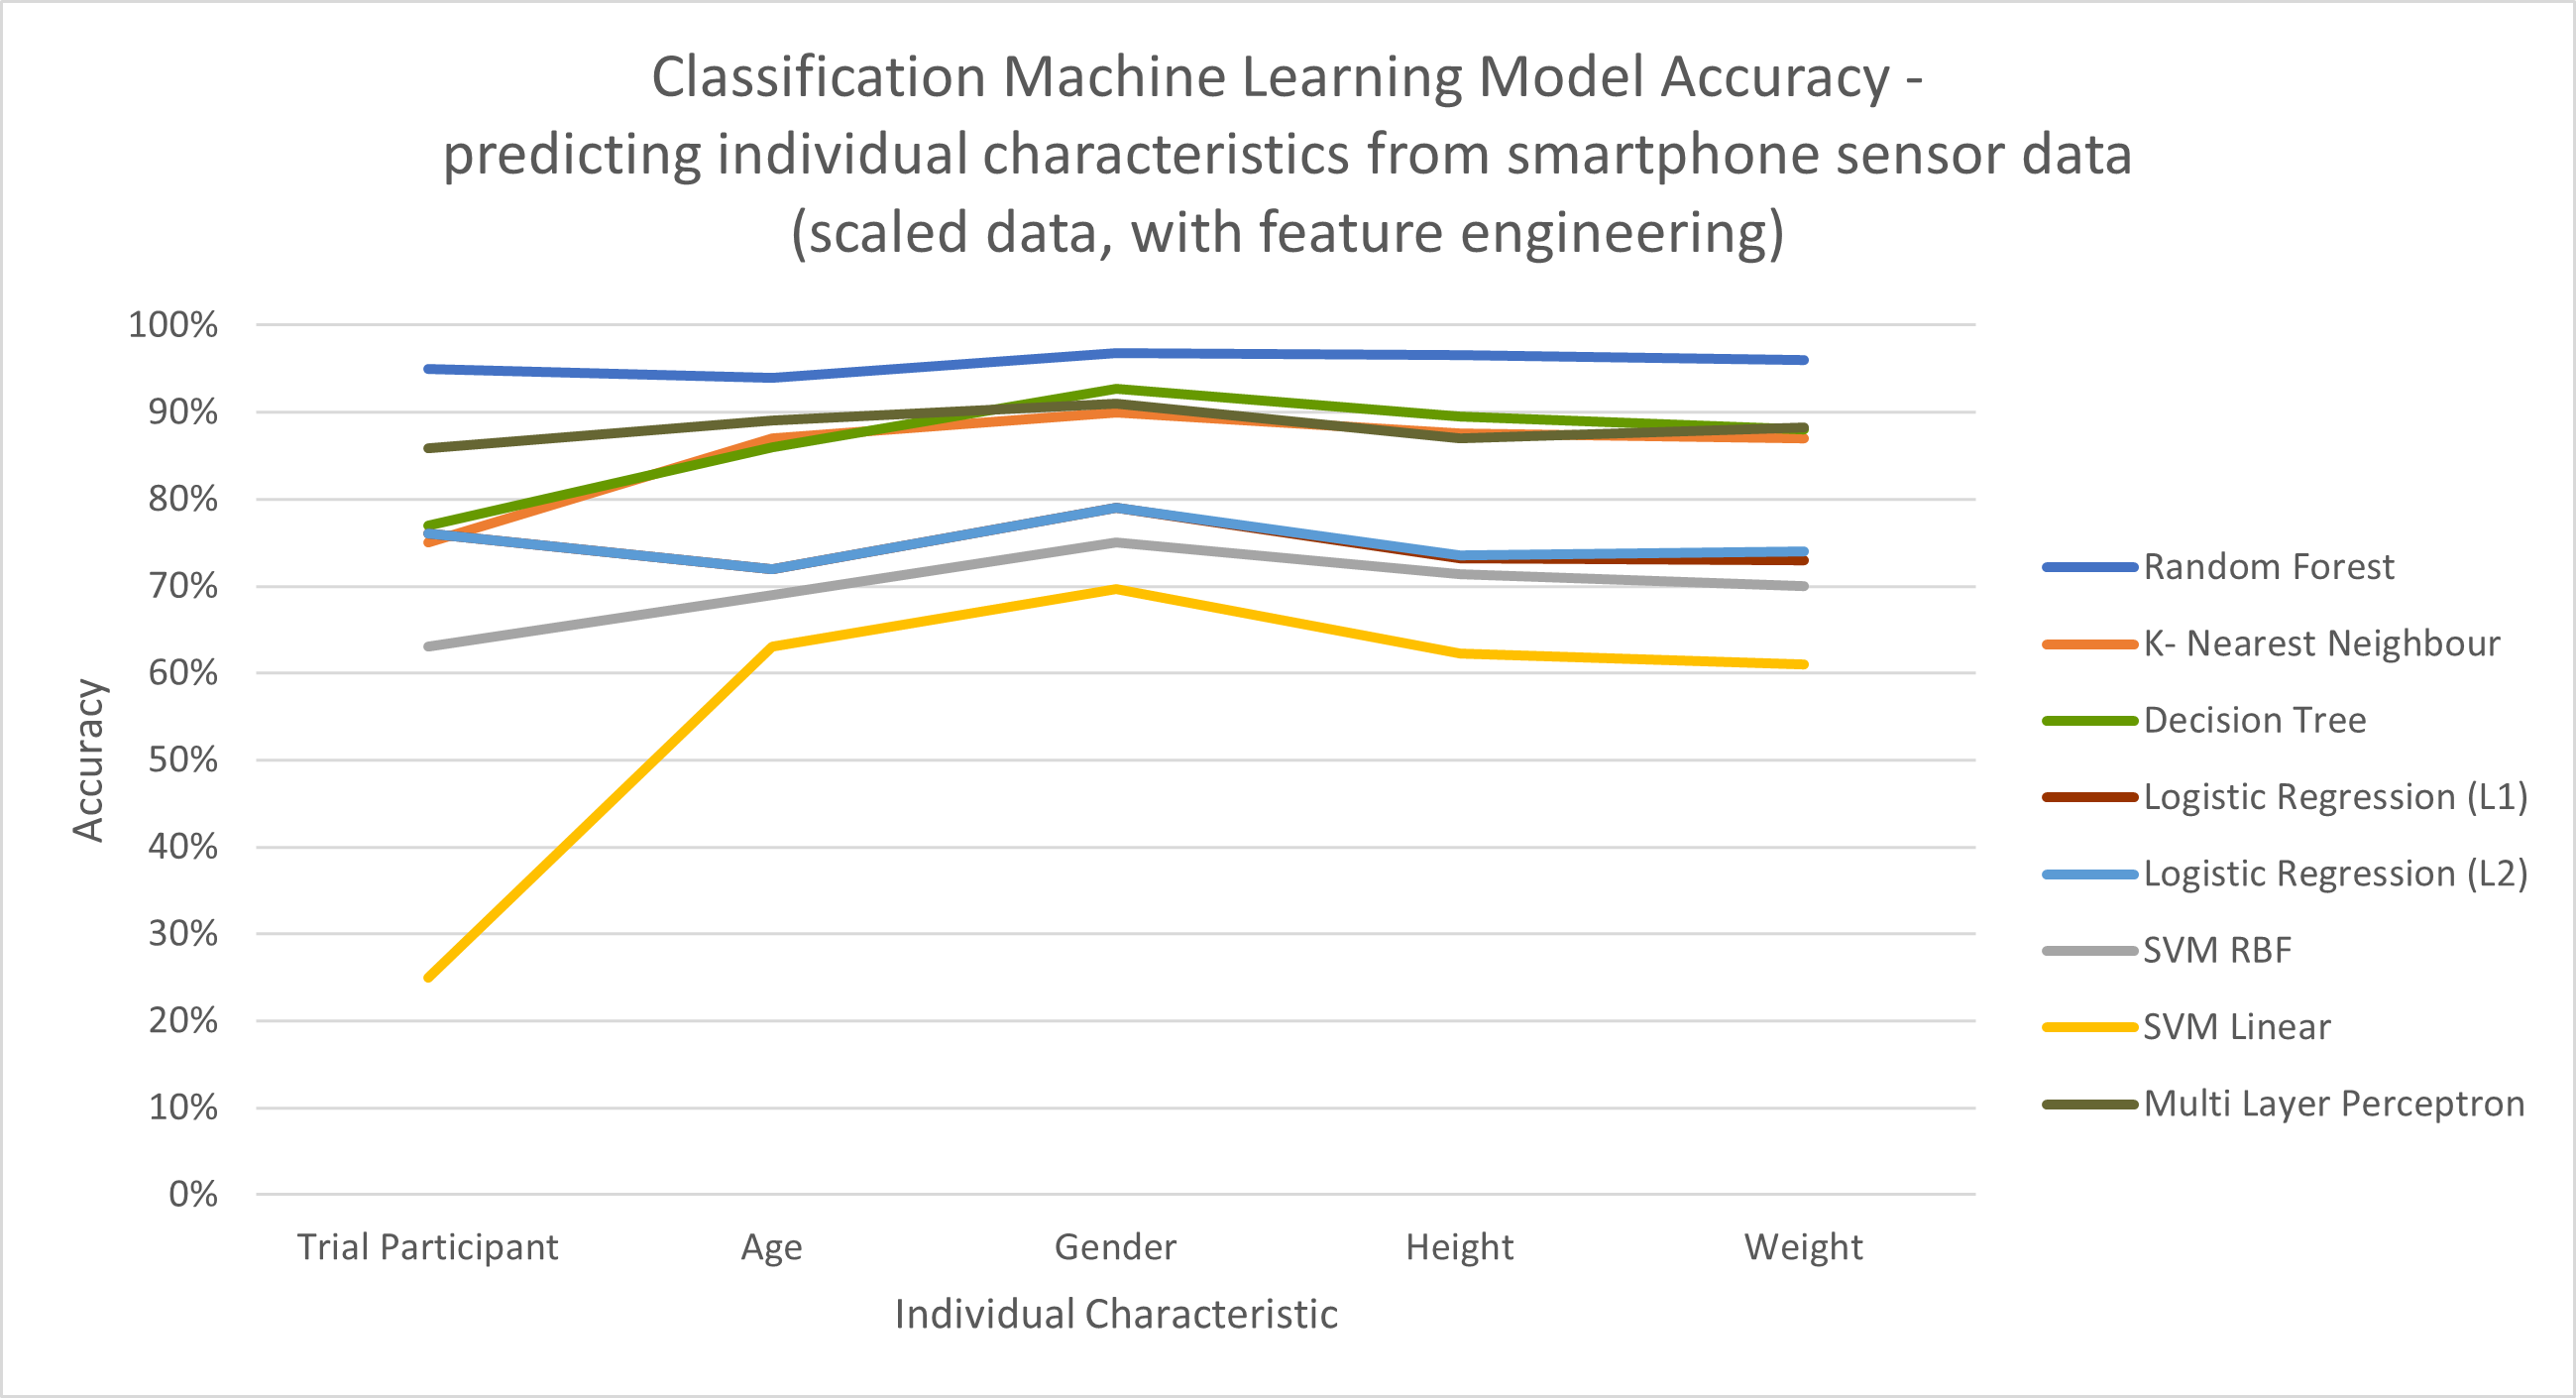 Classification Machine Learning Model Accuracy -
predicting individual characteristics from smartphone sensor data
(scaled data, with feature engineering)
100%
90%
80%
70%
60%
50%
40%
30%
20%
10%
0%
Accuracy
Trial Participant
Age
Gender
Height
Weight
Individual Characteristic
Random Forest
K- Nearest Neighbour
Decision Tree
Logistic Regression (L1)
Logistic Regression (L2)
SVM RBF
SVM Linear
Multi Layer Perceptron